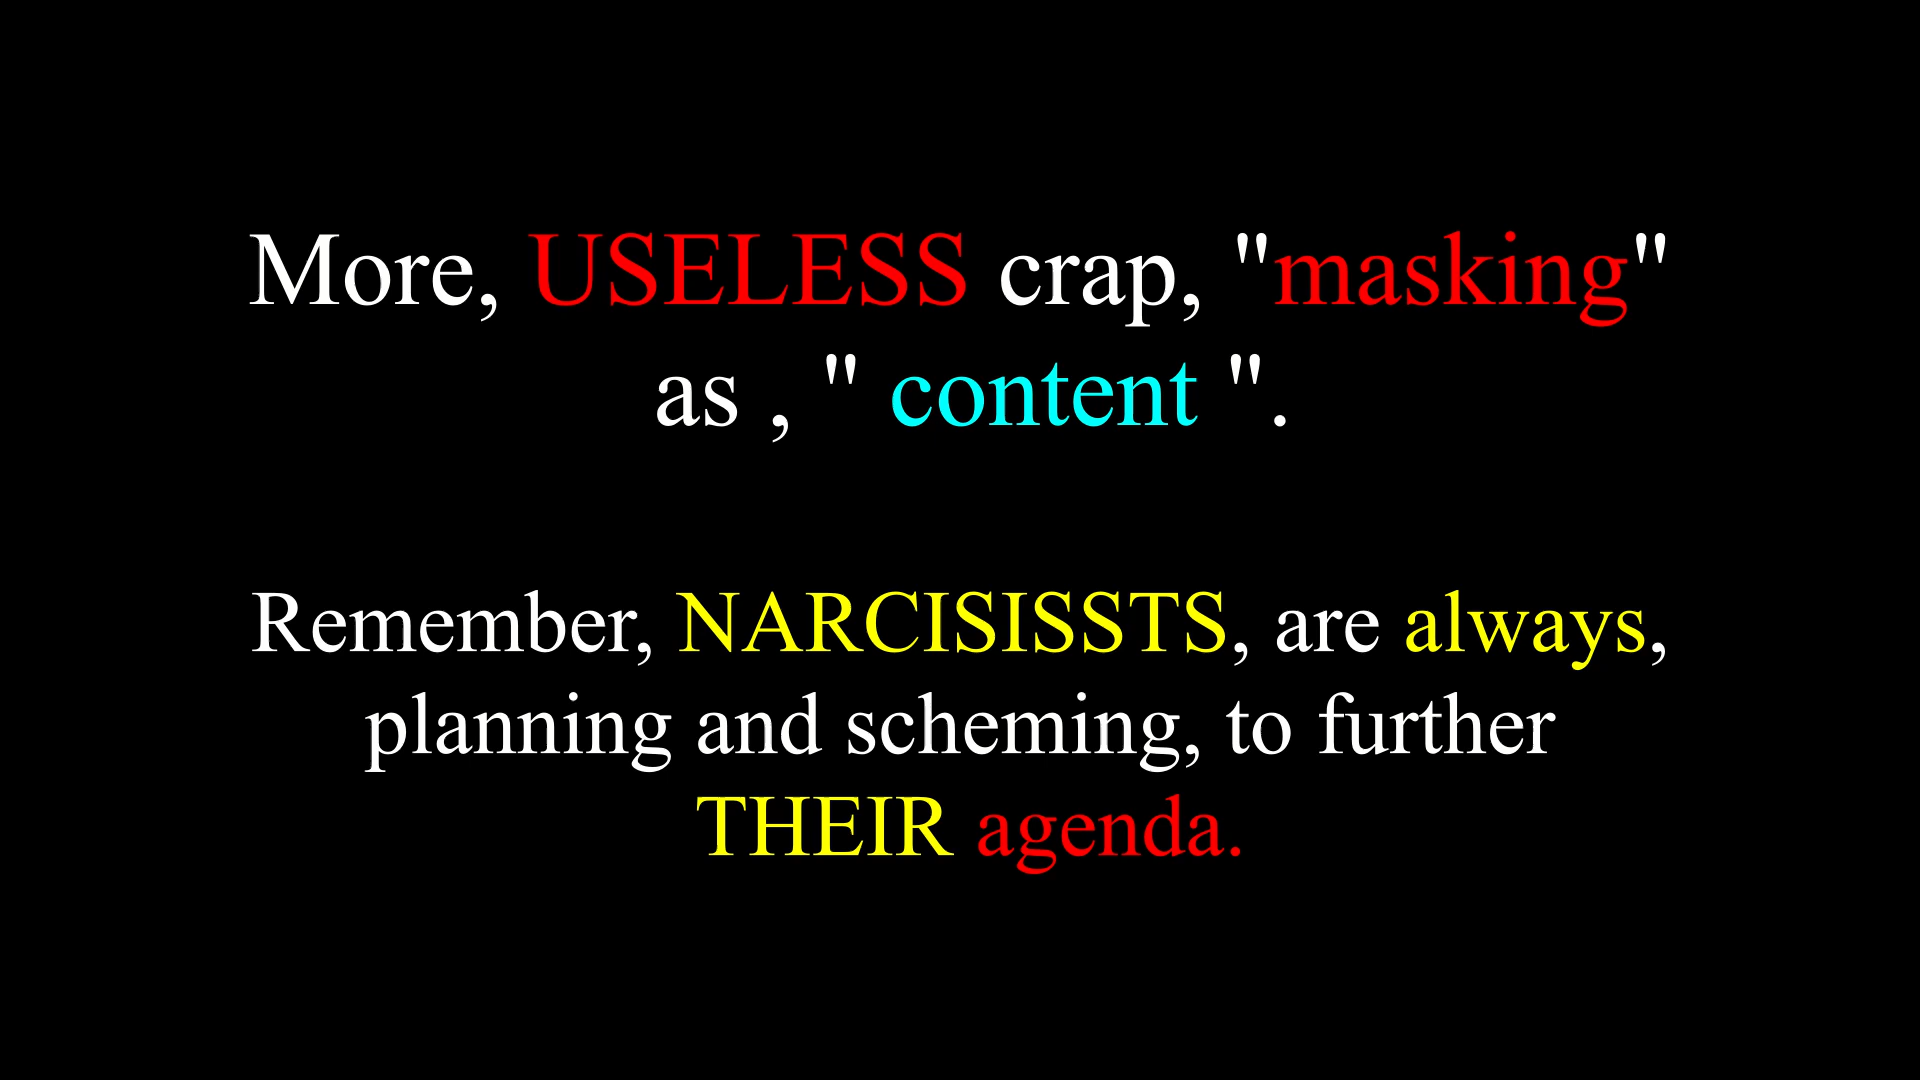 More, USELESS crap, "masking"
as , " content ".
Remember, NARCISISSTS, are always,
planning and scheming, to further
THEIR agenda.